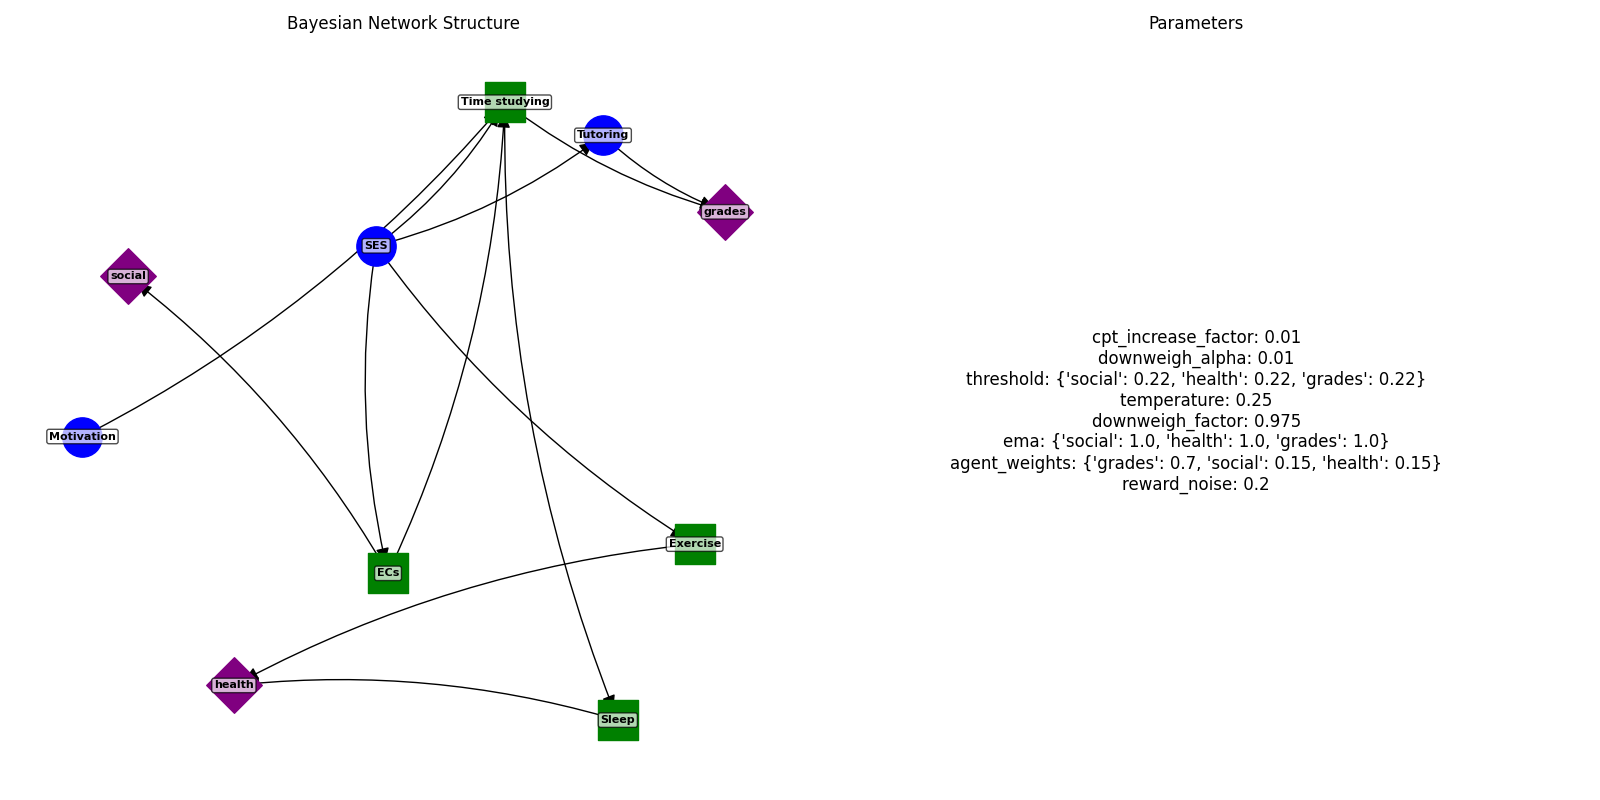 Bayesian Network Structure
Parameters
Time studying
Tutoring
grades
SES
social
Motivation
Exercise
ECs
health
Sleep
cpt_increase_factor: 0.01
downweigh_alpha: 0.01
threshold: {'social': 0.22, 'health': 0.22, 'grades': 0.22}
temperature: 0.25
downweigh_factor: 0.975
ema: {'social': 1.0, 'health': 1.0, 'grades': 1.0}
agent_weights: {'grades': 0.7, 'social': 0.15, 'health': 0.15}
reward_noise: 0.2